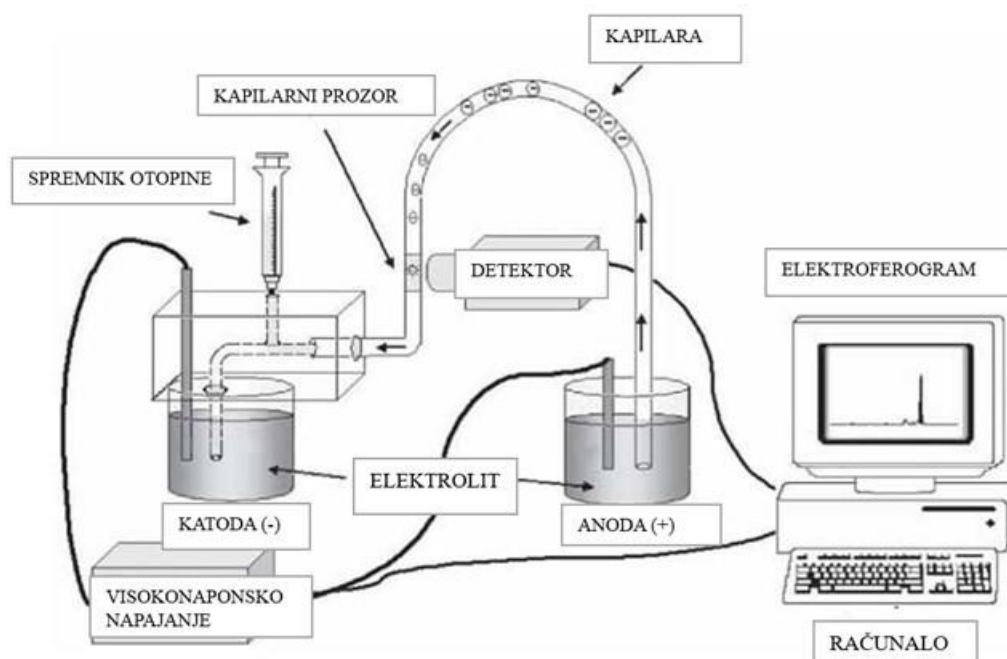 KAPILARA
KAPILARNI PROZOR
SPREMNIK OTOPINE
DETEKTOR
ELEKTROFEROGRAM
ELEKTROLIT
KATODA (-)
ANODA (+)
VISOKONAPONSKO
NAPAJANJE
RAČUNALO